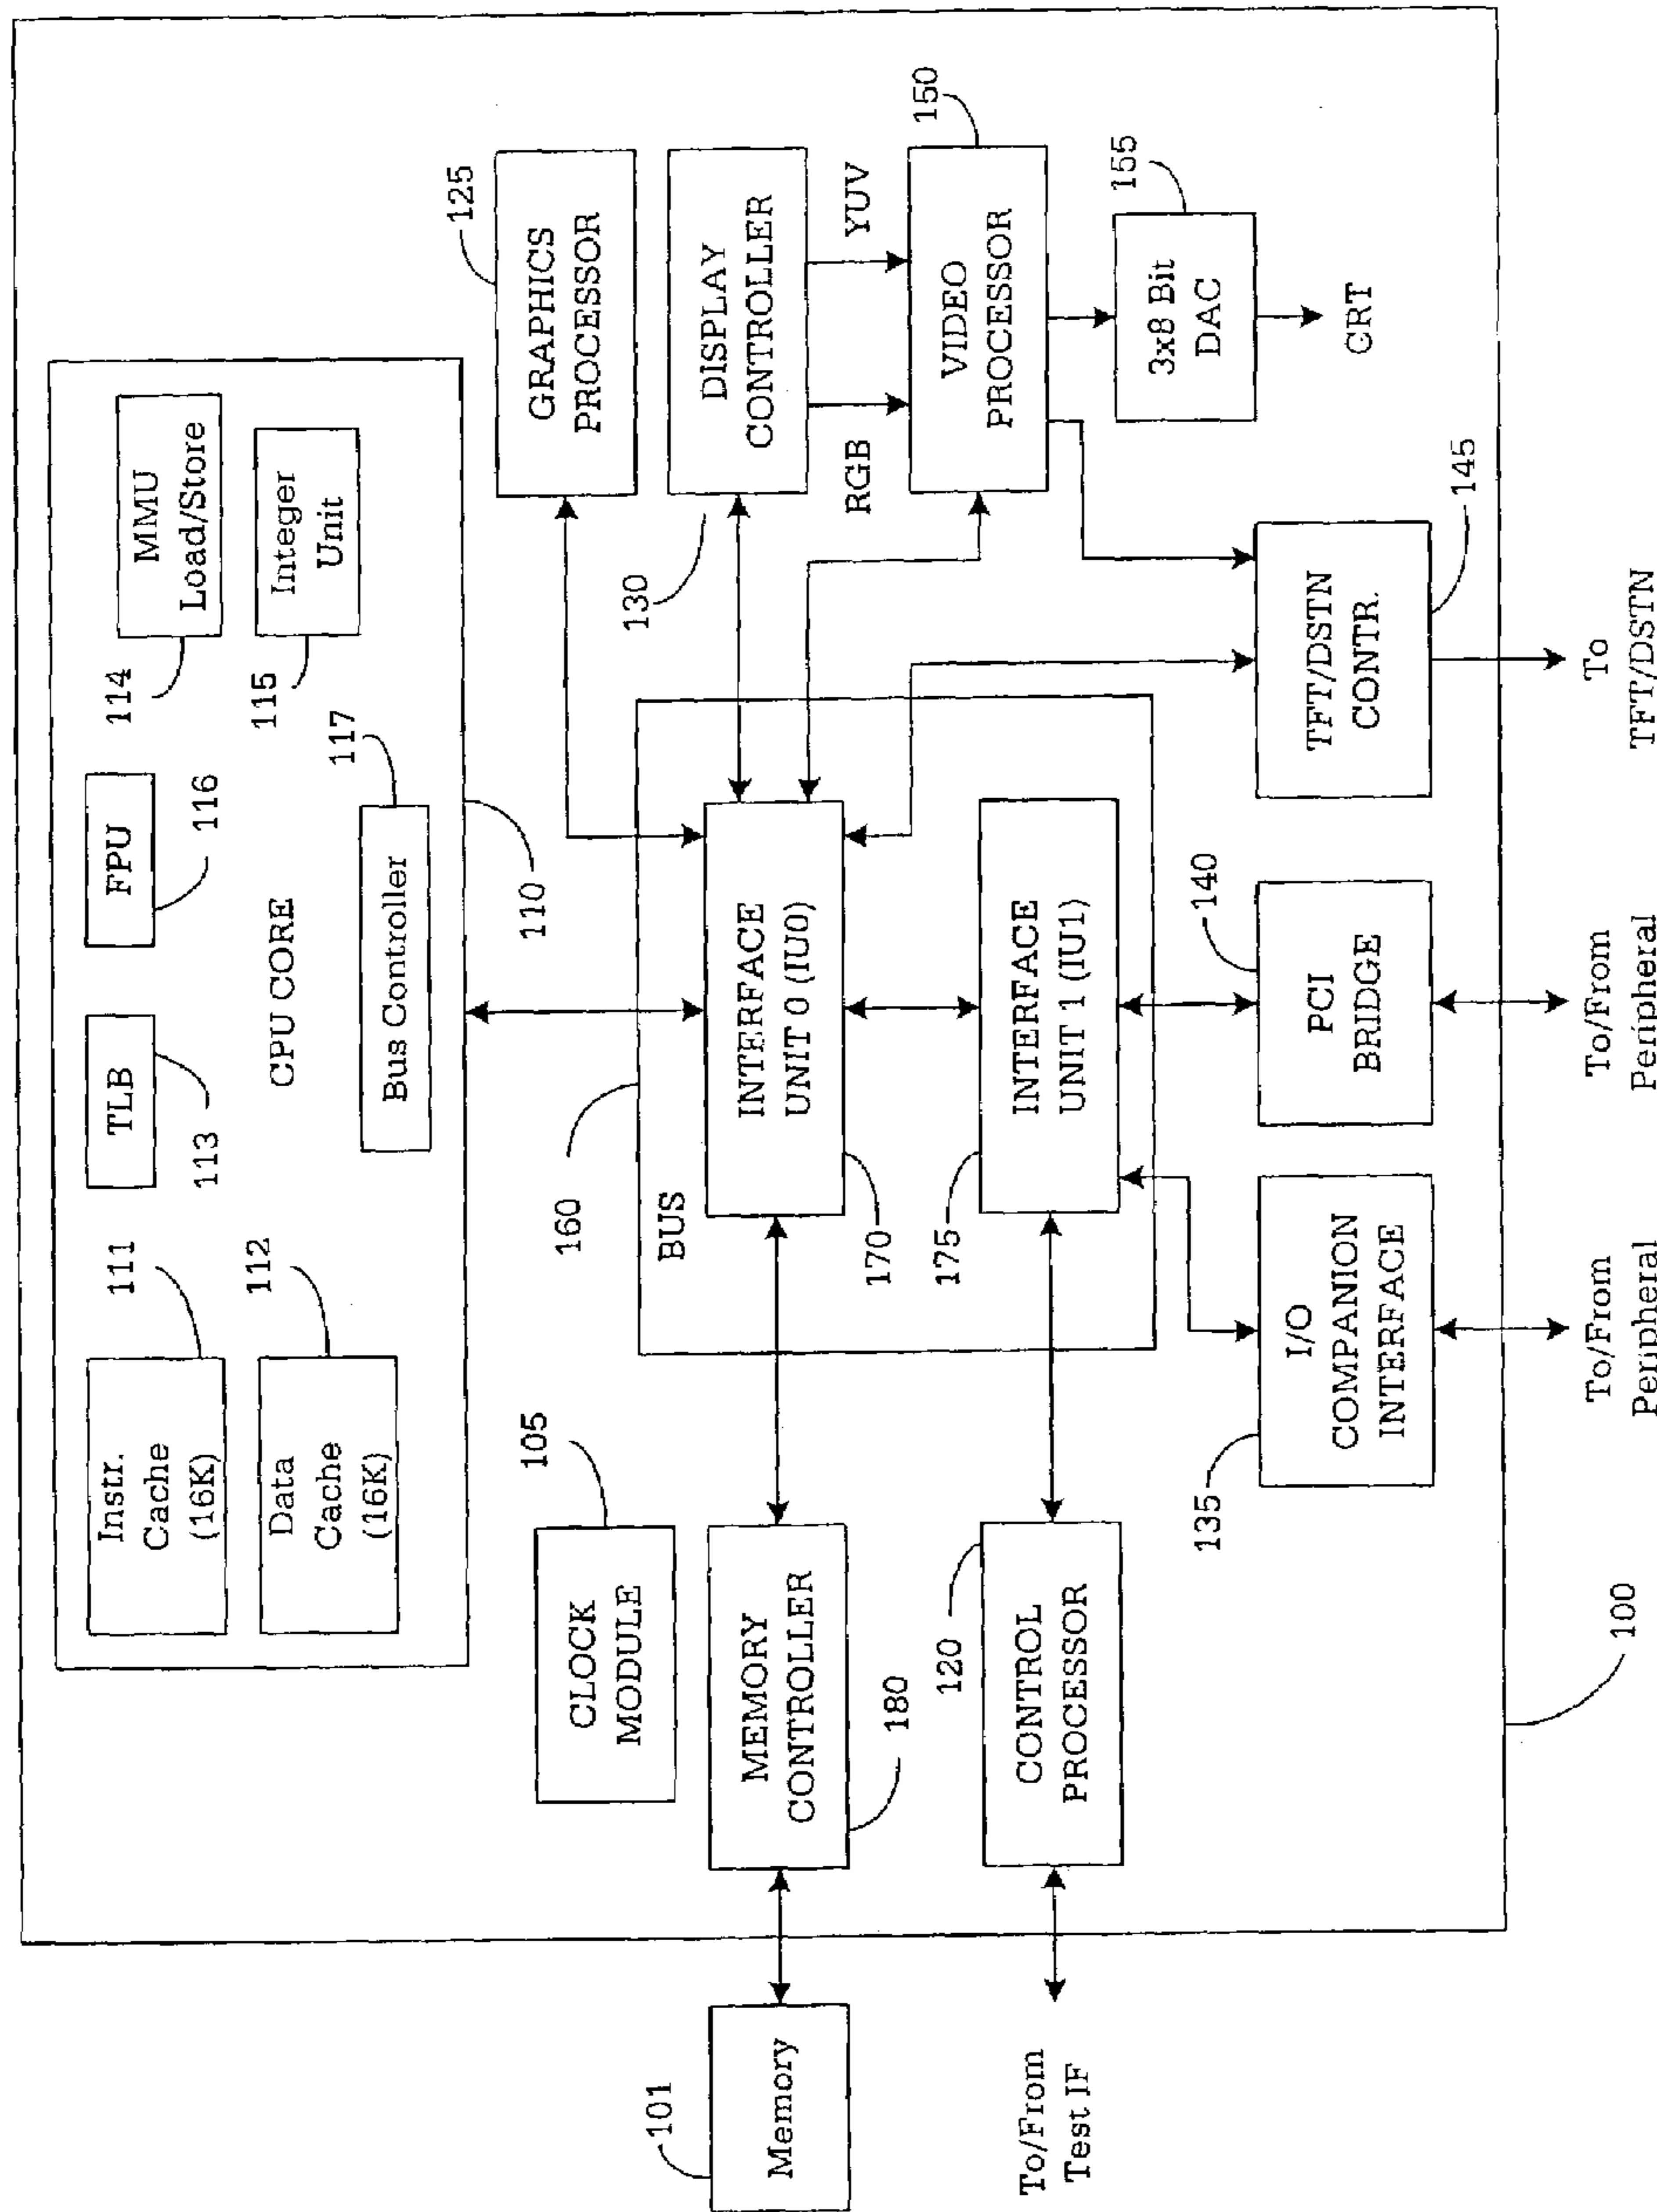 Instr.
Cache
(16K)
111
Data
Cache
(16K)
112
TLB
113
FPU
116
MMU
Load/Store
114
Integer
Unit
115
CPU CORE
Bus Controller
117
110
CLOCK
MODULE
105
GRAPHICS
PROCESSOR
125
160
BUS
Memory
101
MEMORY
CONTROLLER
180
INTERFACE
UNIT 0 (IU0)
170
DISPLAY
CONTROLLER
130
RGB
YUV
To/From
Test IF
CONTROL
PROCESSOR
120
INTERFACE
UNIT 1 (IU1)
175
VIDEO
PROCESSOR
150
3x8 Bit
DAC
155
CRT
I/O
COMPANION
INTERFACE
135
PCI
BRIDGE
140
TFT/DSTN
CONTR.
145
100
To/From
Peripheral
To/From
Peripheral
To
TFT/DSTN